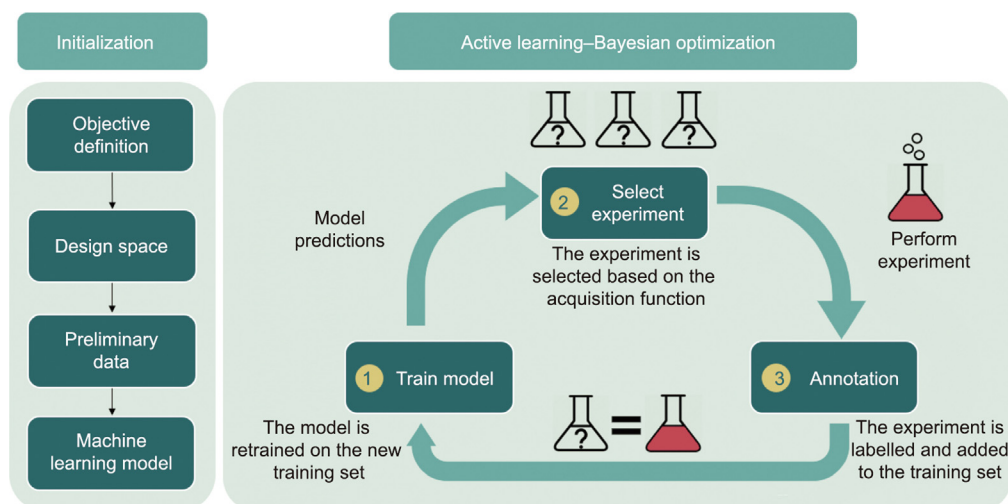 Initialization
Active learning–Bayesian optimization
Objective
definition
Design space
Preliminary
data
Machine
learning model
? ? ?
2
Select
experiment
The experiment is
selected based on the
acquisition function
Model
predictions
Perform
experiment
1
Train model
The model is
retrained on the new
training set
? =
3
Annotation
The experiment is
labelled and added
to the training set